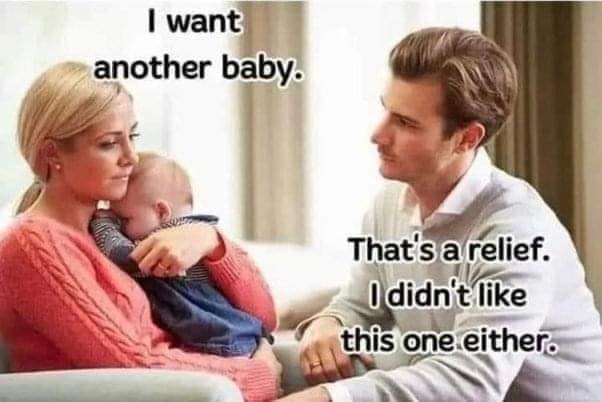 I want
another baby.
That's a relief.
I didn't like
this one either.